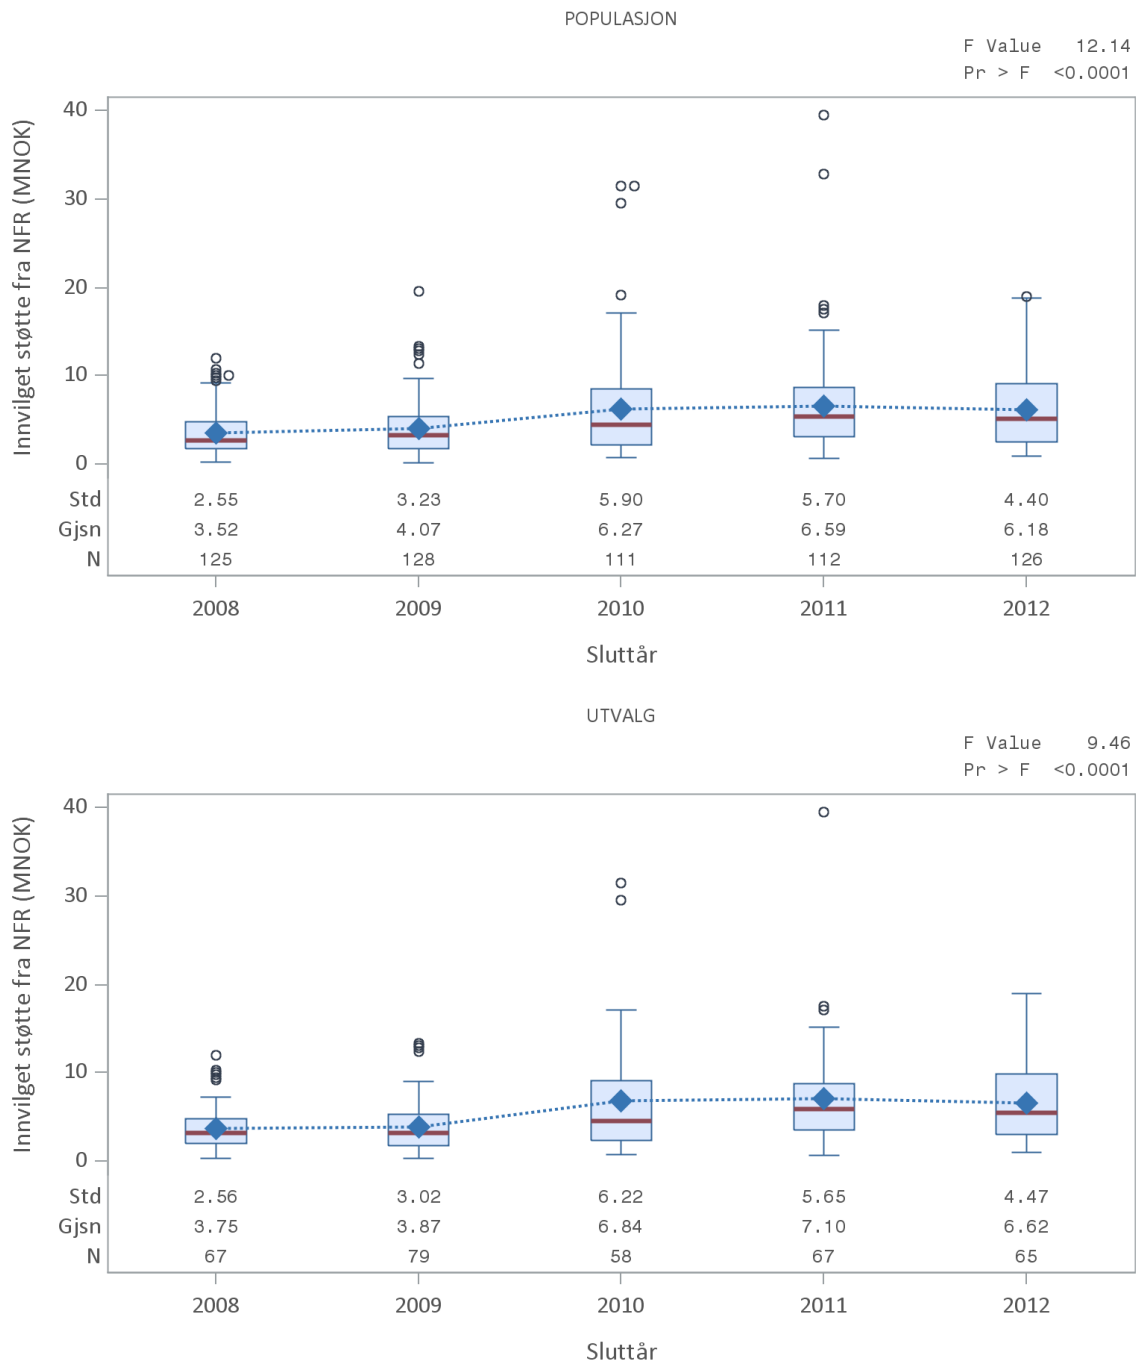 POPULASJON
F Value 12.14
Pr > F <0.0001
Innvilget støtte fra NFR (MNOK)
40
30
20
10
0
Std 2.55 3.23 5.90 5.70 4.40
Gjsn 3.52 4.07 6.27 6.59 6.18
N 125 128 111 112 126
2008 2009 2010 2011 2012
Sluttår
UTVALG
F Value 9.46
Pr > F <0.0001
Innvilget støtte fra NFR (MNOK)
40
30
20
10
0
Std 2.56 3.02 6.22 5.65 4.47
Gjsn 3.75 3.87 6.84 7.10 6.62
N 67 79 58 67 65
2008 2009 2010 2011 2012
Sluttår